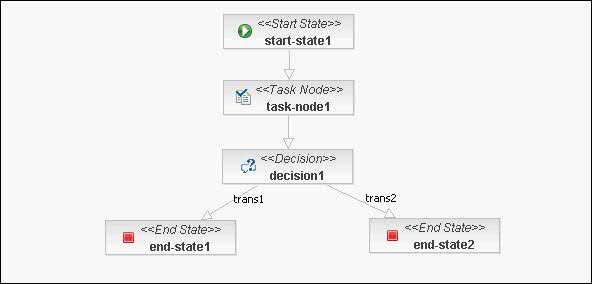 <<Start State>>
start-state1
<<Task Node>>
task-node1
<<Decision>>
decision1
trans1
trans2
<<End State>>
end-state1
<<End State>>
end-state2